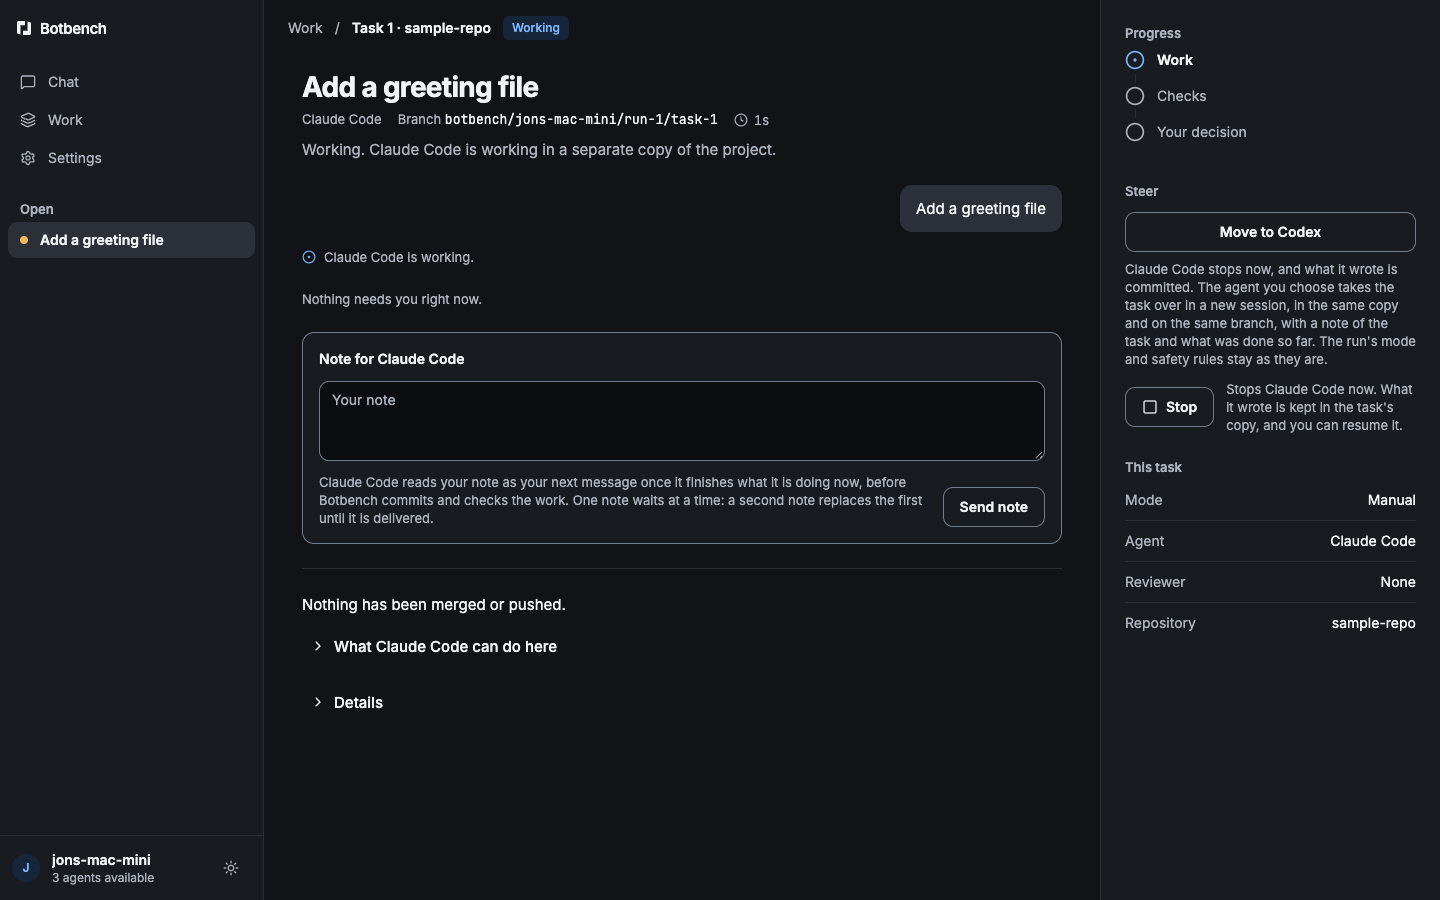 Botbench
Chat
Work
Settings
Open
Add a greeting file
jons-mac-mini
J
3 agents available
Work / Task 1 · sample-repo Working
Add a greeting file
Claude Code Branch botbench/jons-mac-mini/run-1/task-1 1s
Working. Claude Code is working in a separate copy of the project.
Add a greeting file
Claude Code is working.
Nothing needs you right now.
Note for Claude Code
Your note
Claude Code reads your note as your next message once it finishes what it is doing now, before
Botbench commits and checks the work. One note waits at a time: a second note replaces the first
until it is delivered.
Send note
Nothing has been merged or pushed.
What Claude Code can do here
Details
Progress
Work
Checks
Your decision
Steer
Move to Codex
Claude Code stops now, and what it wrote is
committed. The agent you choose takes the
task over in a new session, in the same copy
and on the same branch, with a note of the
task and what was done so far. The run's mode
and safety rules stay as they are.
Stop
Stops Claude Code now. What
it wrote is kept in the task's
copy, and you can resume it.
This task
Mode Manual
Agent Claude Code
Reviewer None
Repository sample-repo